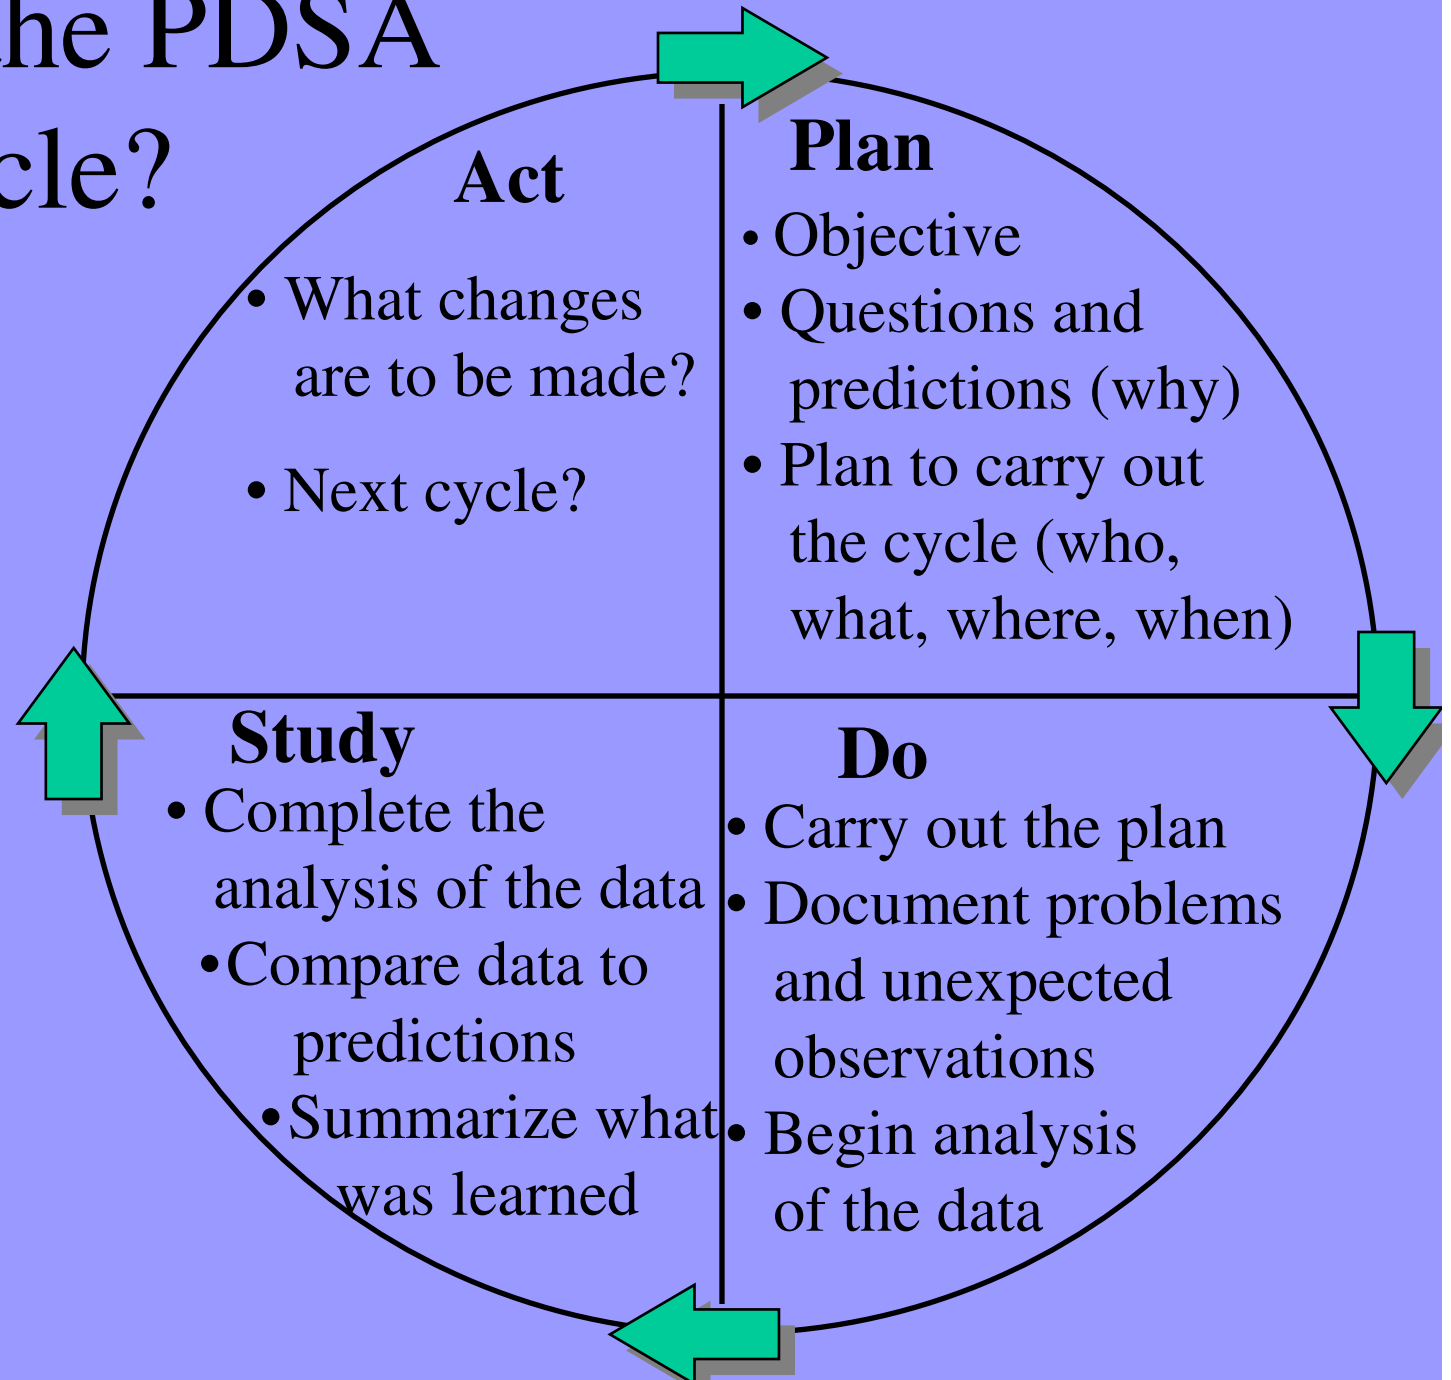 the PDSA
cle?
Act
• What changes
are to be made?
• Next cycle?
Plan
• Objective
• Questions and
predictions (why)
• Plan to carry out
the cycle (who,
what, where, when)
Study
• Complete the
analysis of the data
•Compare data to
predictions
•Summarize what
was learned
Do
• Carry out the plan
• Document problems
and unexpected
observations
• Begin analysis
of the data